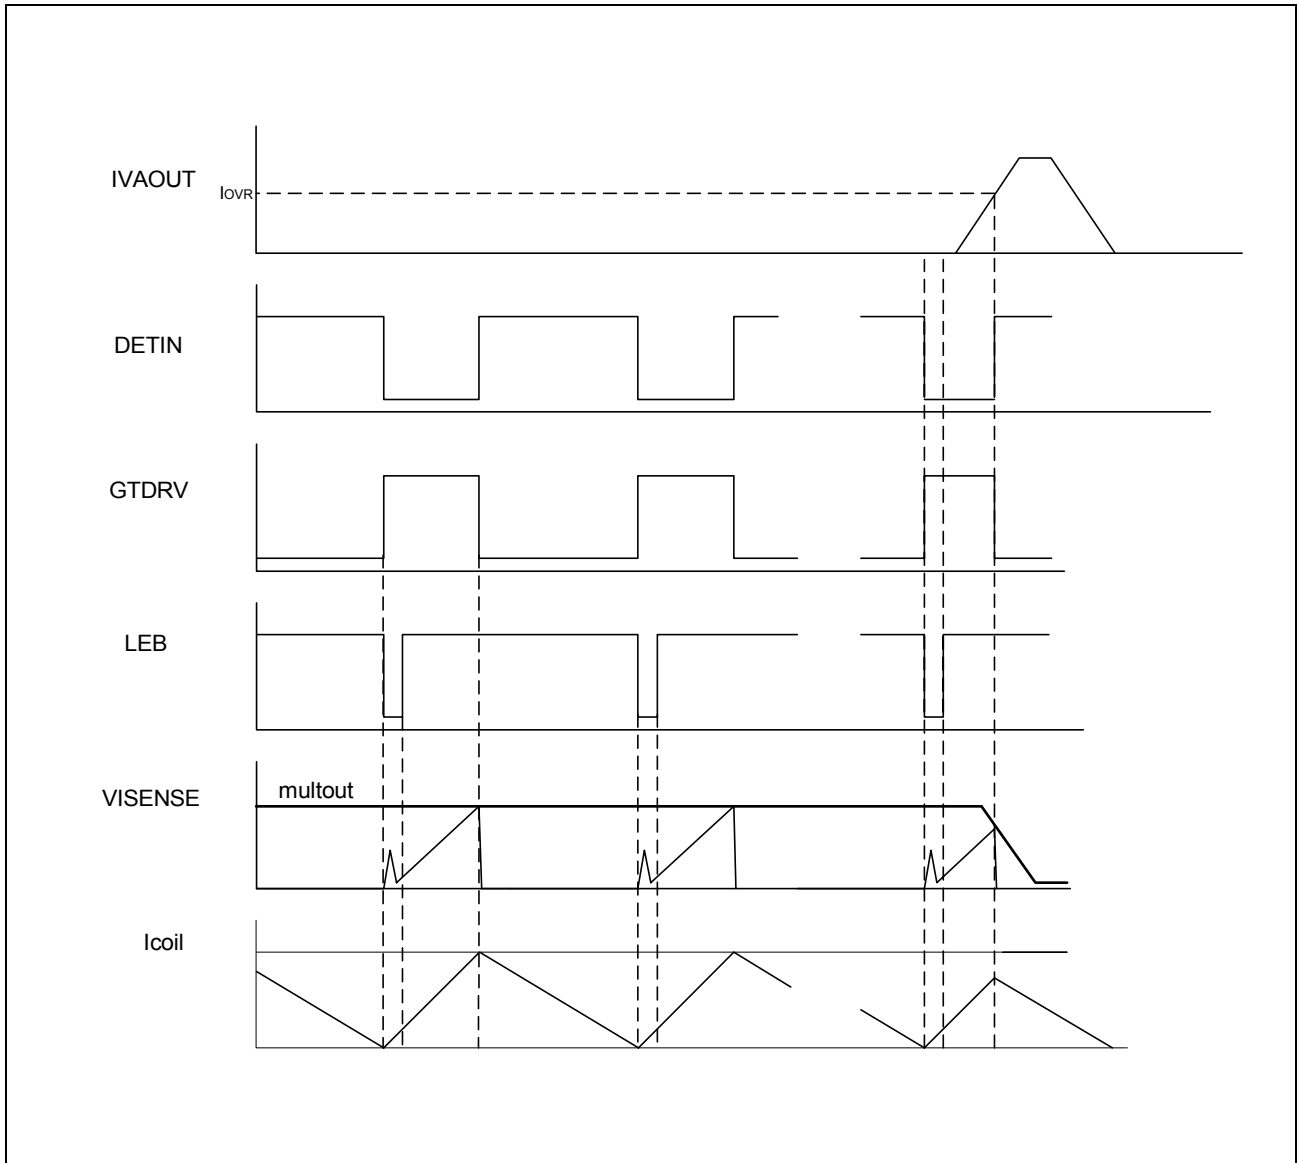 IVAOUT
IOVR
DETIN
GTDRV
LEB
VISENSE
multout
Icoil